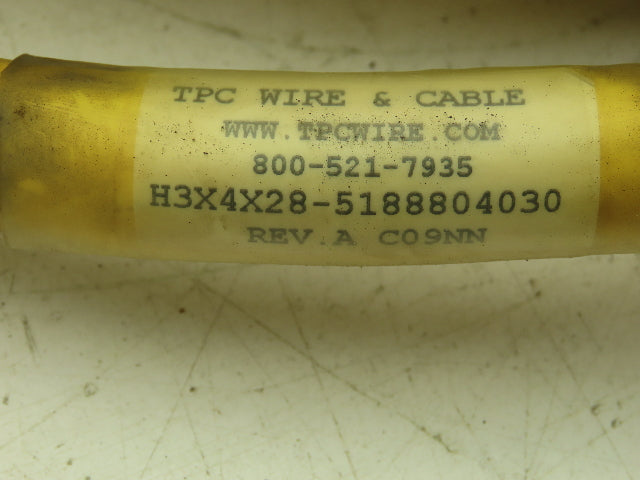 TPC WIRE & CABLE
WWW.TPCWIRE.COM
800-521-7935
H3X4X28-5188804030
REV.A C09NN